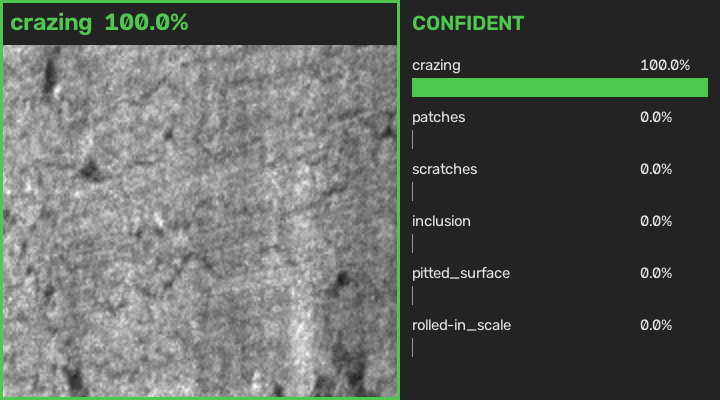 crazing 100.0%
CONFIDENT
crazing 100.0%
patches 0.0%
scratches 0.0%
inclusion 0.0%
pitted_surface 0.0%
rolled-in_scale 0.0%